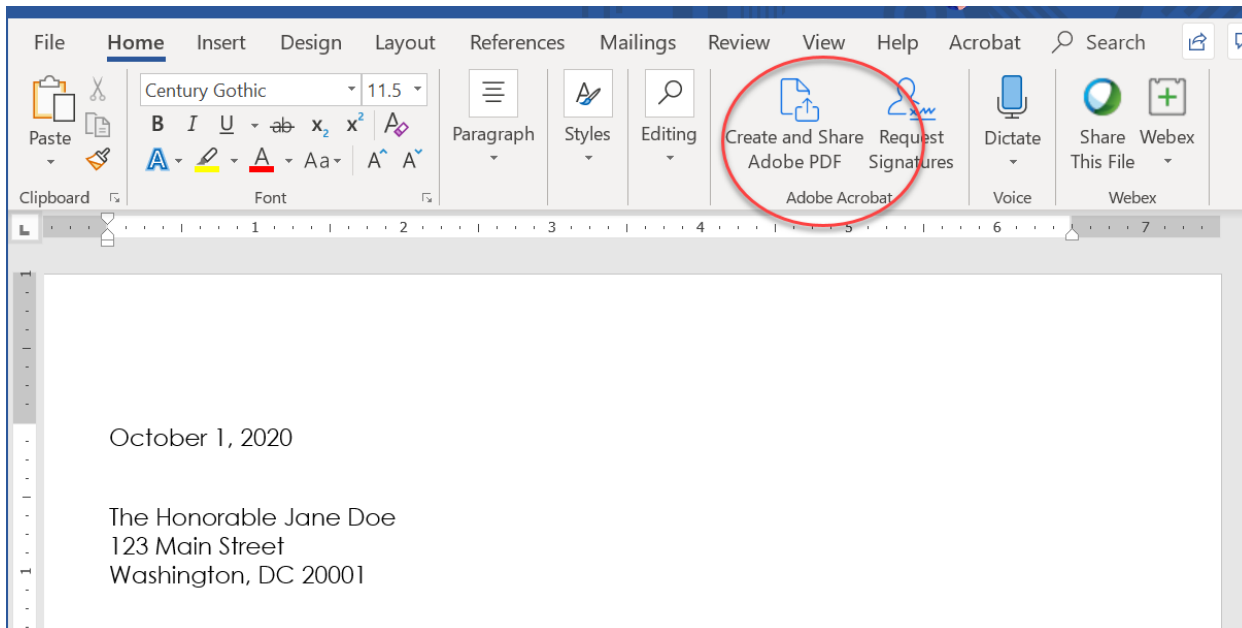 File Home Insert Design Layout References Mailings Review View Help Acrobat Search
Century Gothic 11.5
Paste B I U ab x₂ x² A Paragraph Styles Editing Create and Share Request Dictate Share Webex
A A Aa A A Adobe PDF Signatures This File
Clipboard Font Adobe Acrobat Voice Webex
L 1 2 3 4 5 6 7
1
October 1, 2020
The Honorable Jane Doe
123 Main Street
1
Washington, DC 20001